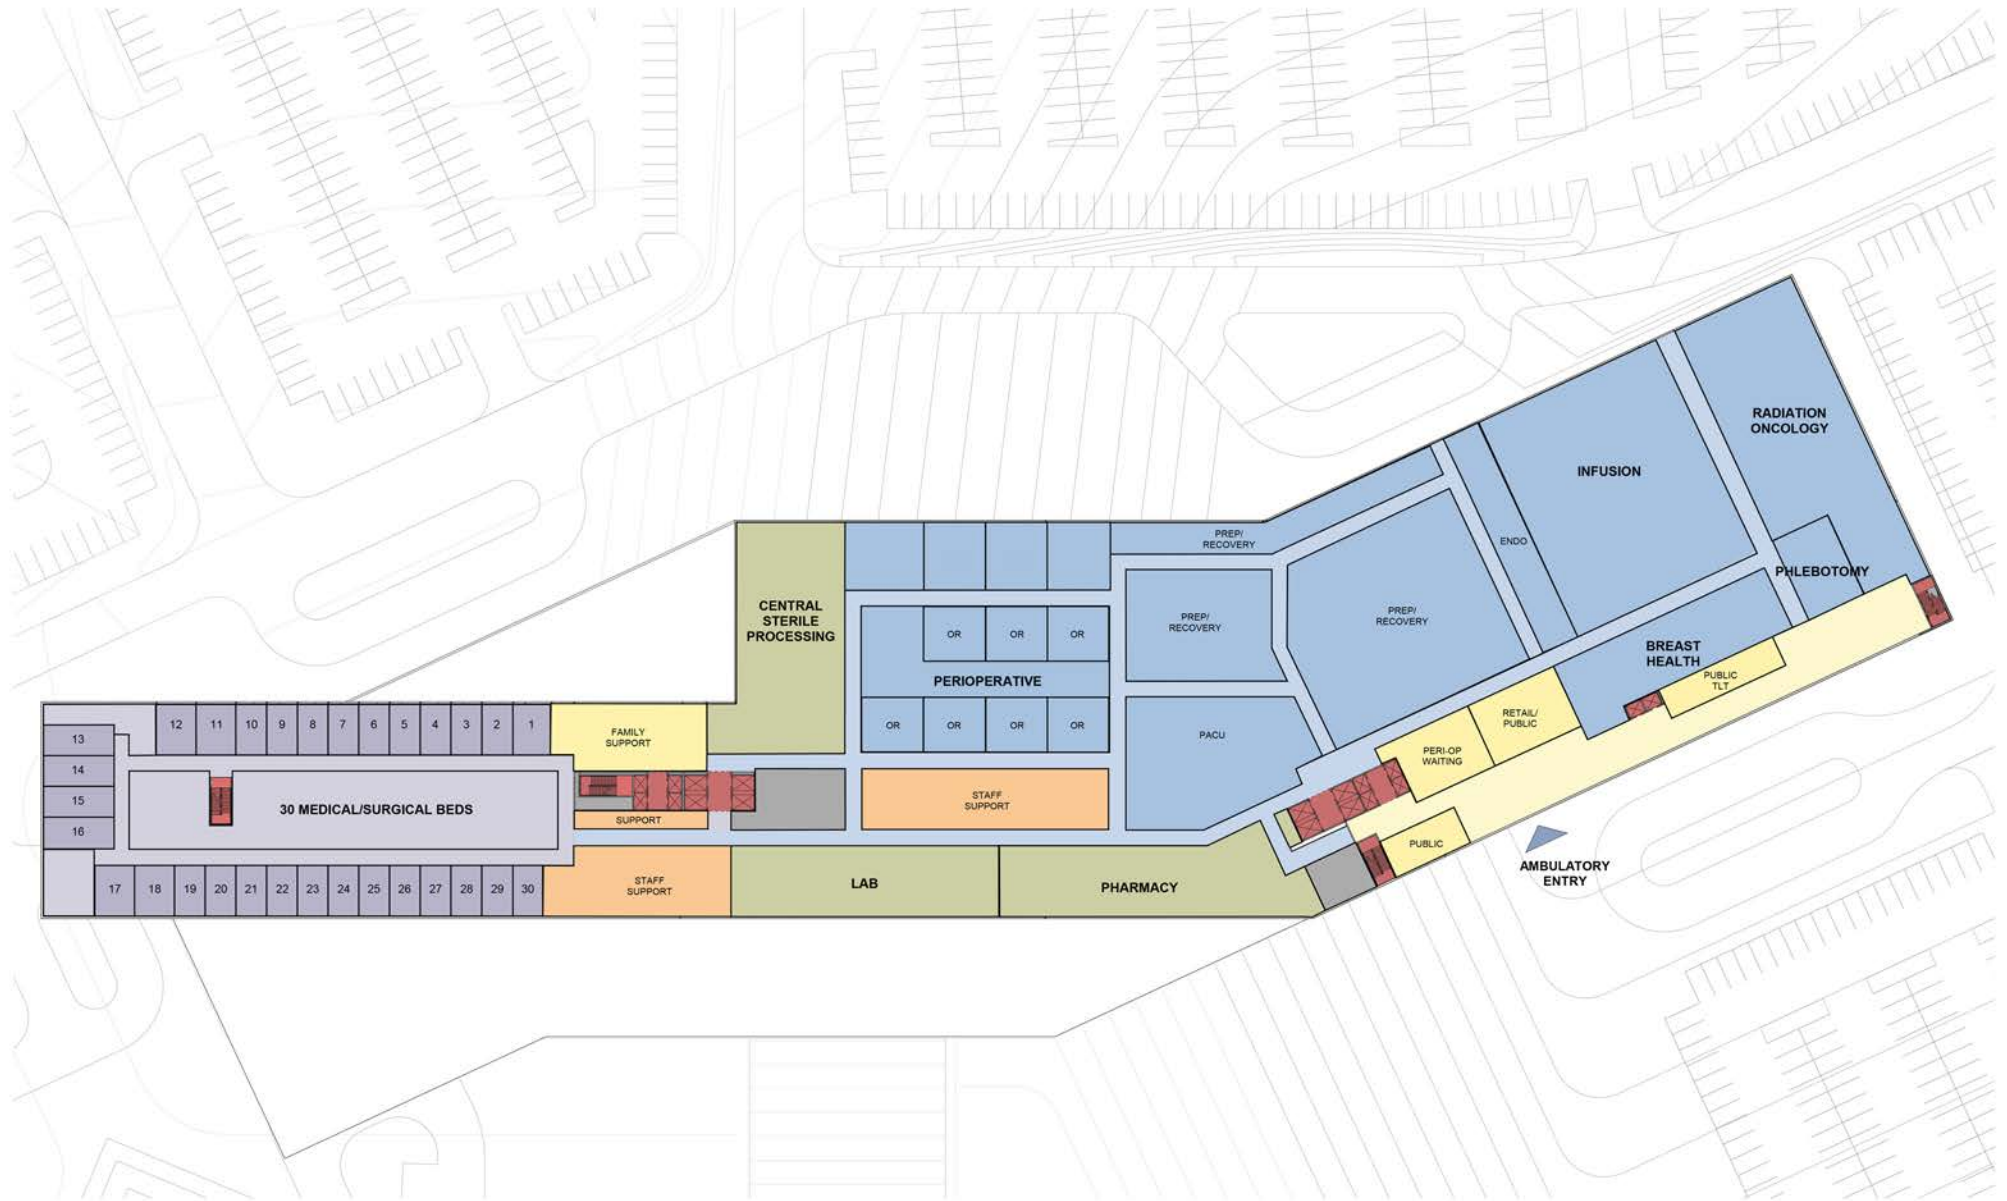 RADIATION
ONCOLOGY
INFUSION
PREP/
RECOVERY
ENDO
PHLEBOTOMY
CENTRAL
STERILE
PROCESSING
OR
OR
OR
PREP/
RECOVERY
PREP/
RECOVERY
BREAST
HEALTH
PUBLIC
TLT
PERIOPERATIVE
OR
OR
OR
OR
PACU
RETAIL/
PUBLIC
PERI-OP
WAITING
12
11
10
9
8
7
6
5
4
3
2
1
FAMILY
SUPPORT
13
14
15
16
30 MEDICAL/SURGICAL BEDS
SUPPORT
STAFF
SUPPORT
PUBLIC
AMBULATORY
ENTRY
17
18
19
20
21
22
23
24
25
26
27
28
29
30
STAFF
SUPPORT
LAB
PHARMACY